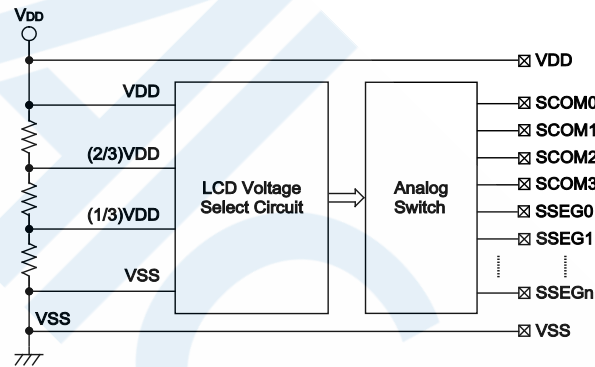 VDD
VDD
VDD
SCOM0
SCOM1
(2/3)VDD
SCOM2
SCOM3
LCD Voltage
Select Circuit
Analog
Switch
(1/3)VDD
SSEG0
SSEG1
VSS
SSEGn
VSS
VSS